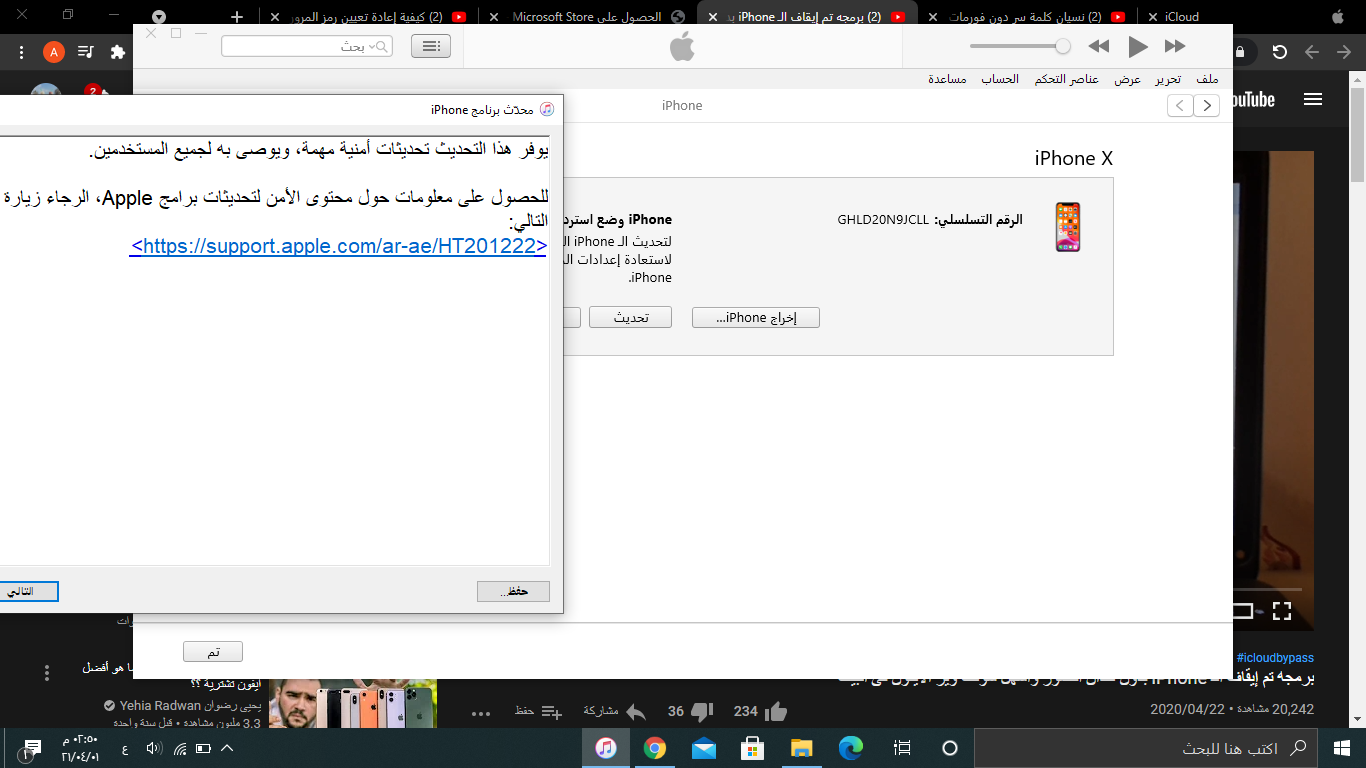 iCloud
(2) نسيان كلمة سر دون فورمات
(2) برمجه تم إيقاف الـ iPhone بد
الحصول على Microsoft Store
(2) كيفية إعادة تعيين رمز المرور
A
2
بحث
ملف تحرير عرض عناصر التحكم الحساب مساعدة
iPhone
محدّث برنامج iPhone
يوفر هذا التحديث تحديثات أمنية مهمة، ويوصى به لجميع المستخدمين.
للحصول على معلومات حول محتوى الأمن لتحديثات برامج Apple، الرجاء زيارة
التالي:
<https://support.apple.com/ar-ae/HT201222>
حفظ...
التالي
iPhone X
الرقم التسلسلي: GHLD20N9JCLL
iPhone وضع استرد
لتحديث الـ iPhone
لاستعادة إعدادات
iPhone.
إخراج iPhone...
تحديث
تم
#icloudbypass
برمجه تم إيقاف الـ iPhone
20,242 مشاهدة • 2020/04/22
234
36
مشاركة
حفظ
هو أفضل
آيفون تشتريه ؟؟
يحيى رضوان Yehia Radwan
3.3 مليون مشاهدة • قبل سنة واحدة
اكتب هنا للبحث
ع
٠٢:٥٠ م
٢١/٠٤/٠١
١